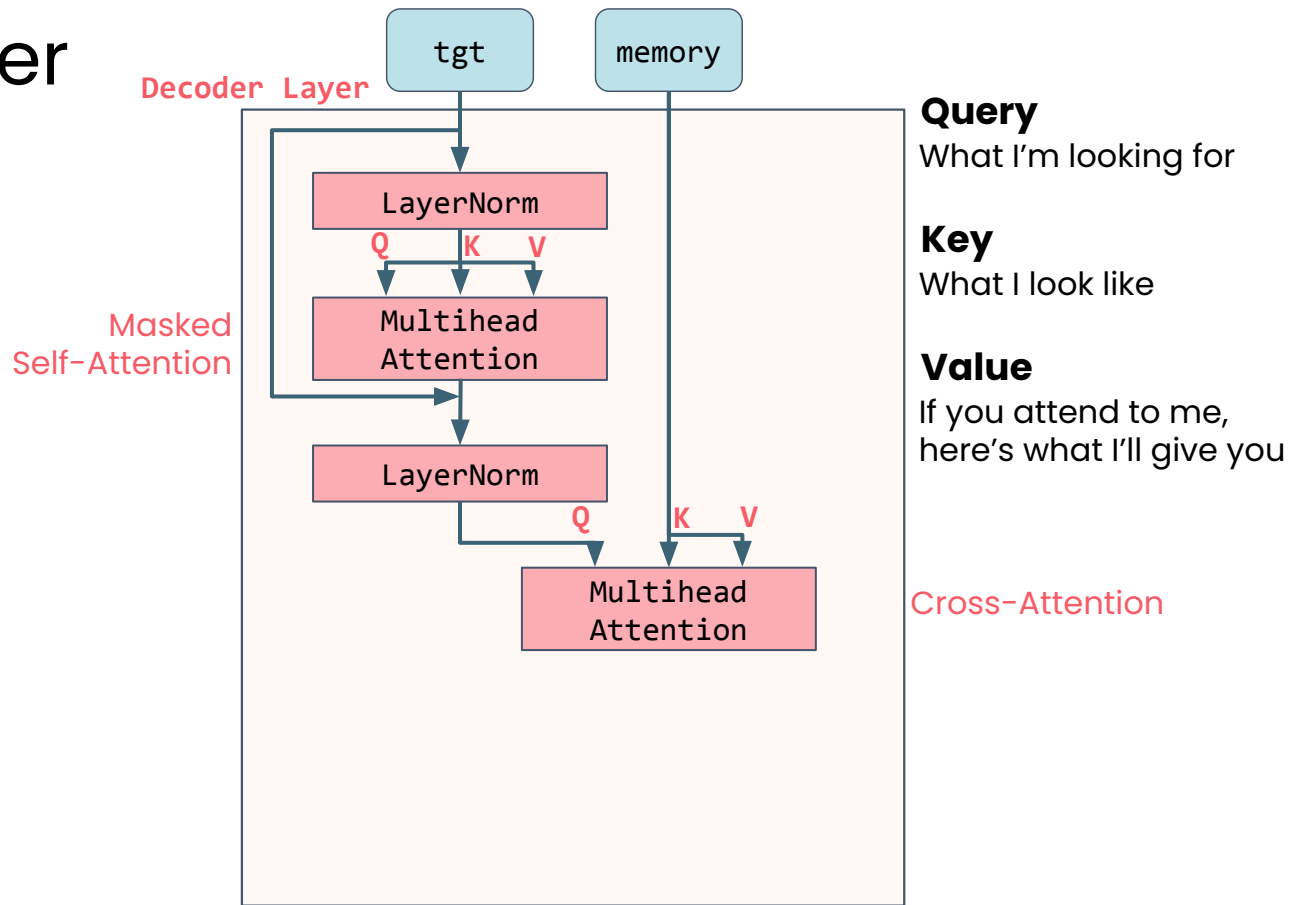 er
tgt
memory
Decoder Layer
LayerNorm
Q K V
Masked
Self-Attention
Multihead
Attention
LayerNorm
Q K V
Multihead
Attention
Cross-Attention
Query
What I’m looking for
Key
What I look like
Value
If you attend to me,
here’s what I’ll give you